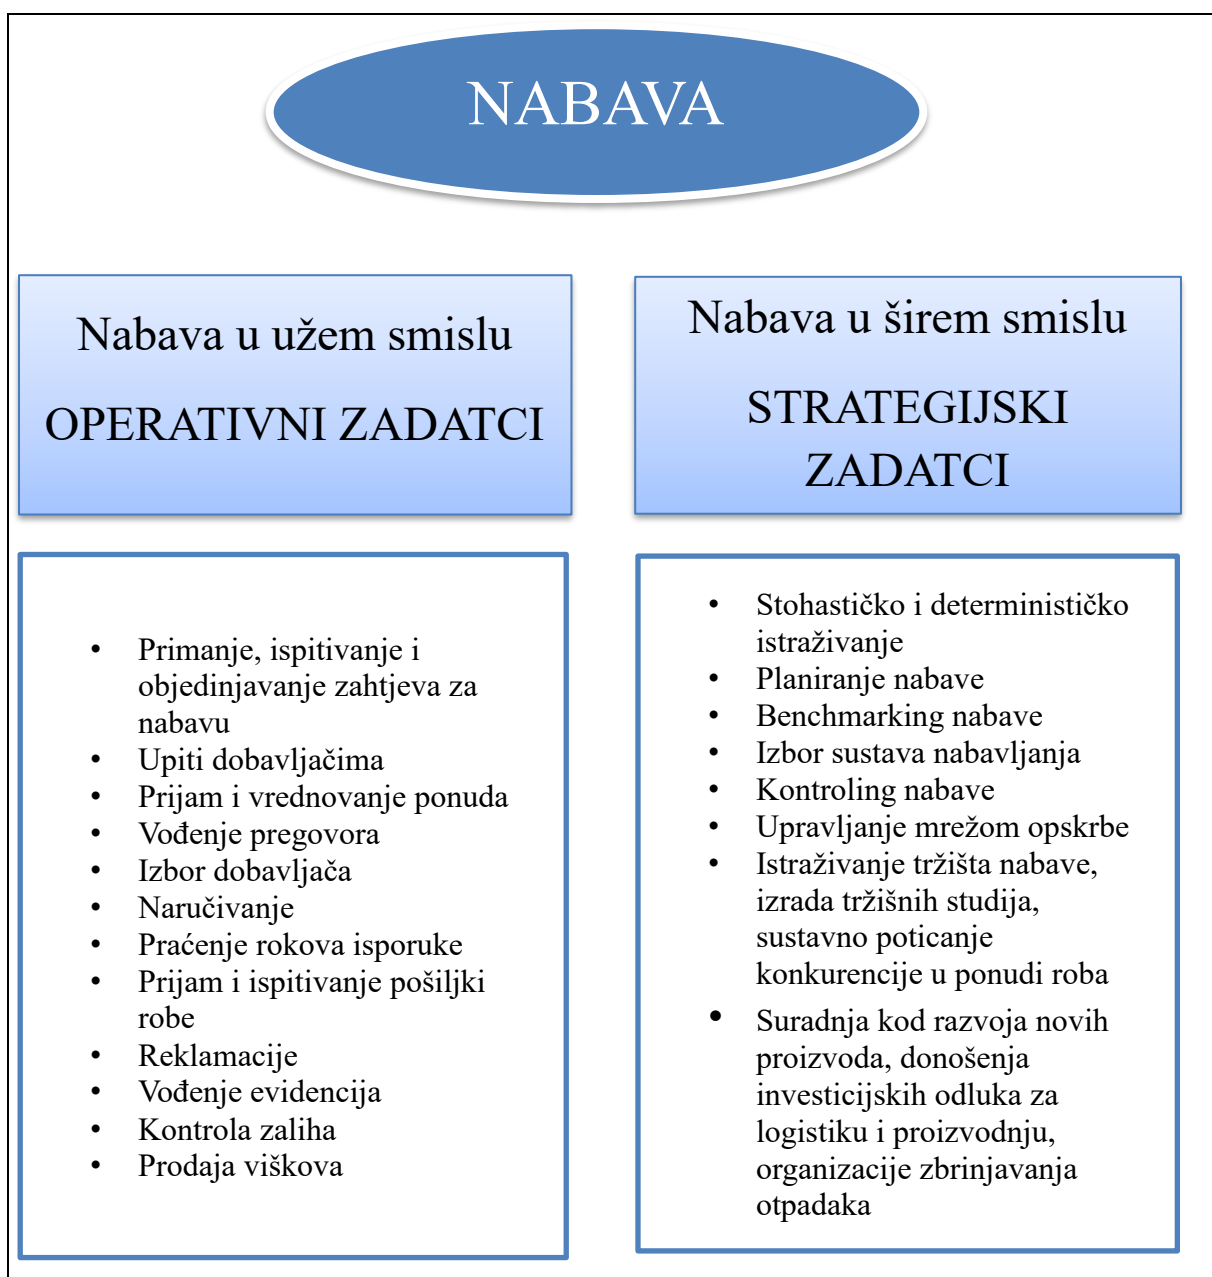 NABAVA
Nabava u užem smislu
OPERATIVNI ZADATCI
• Primanje, ispitivanje i
objedinjavanje zahtjeva za
nabavu
• Upiti dobavljačima
• Prijam i vrednovanje ponuda
• Vođenje pregovora
• Izbor dobavljača
• Naručivanje
• Praćenje rokova isporuke
• Prijam i ispitivanje pošiljki
robe
• Reklamacije
• Vođenje evidencija
• Kontrola zaliha
• Prodaja viškova
Nabava u širem smislu
STRATEGIJSKI
ZADATCI
• Stohastičko i determinističko
istraživanje
• Planiranje nabave
• Benchmarking nabave
• Izbor sustava nabavljanja
• Kontroling nabave
• Upravljanje mrežom opskrbe
• Istraživanje tržišta nabave,
izrada tržišnih studija,
sustavno poticanje
konkurencije u ponudi roba
• Suradnja kod razvoja novih
proizvoda, donošenja
investicijskih odluka za
logistiku i proizvodnju,
organizacije zbrinjavanja
otpadaka